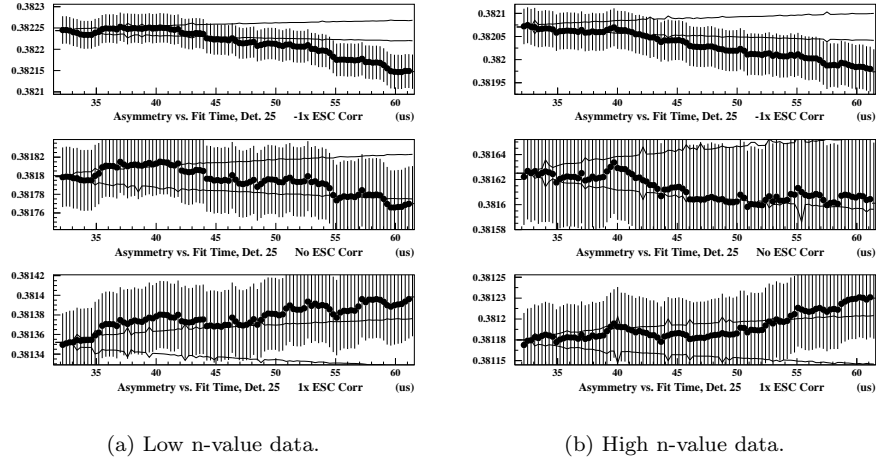 0.3823
0.38225
0.3822
0.38215
0.3821
35 40 45 50 55 60
Asymmetry vs. Fit Time, Det. 25 -1x ESC Corr (us)
0.38182
0.3818
0.38178
0.38176
35 40 45 50 55 60
Asymmetry vs. Fit Time, Det. 25 No ESC Corr (us)
0.38142
0.3814
0.38138
0.38136
0.38134
35 40 45 50 55 60
Asymmetry vs. Fit Time, Det. 25 1x ESC Corr (us)
(a) Low n-value data.
0.3821
0.38205
0.382
0.38195
35 40 45 50 55 60
Asymmetry vs. Fit Time, Det. 25 -1x ESC Corr (us)
0.38164
0.38162
0.3816
0.38158
35 40 45 50 55 60
Asymmetry vs. Fit Time, Det. 25 No ESC Corr (us)
0.38125
0.38123
0.3812
0.38118
0.38115
35 40 45 50 55 60
Asymmetry vs. Fit Time, Det. 25 1x ESC Corr (us)
(b) High n-value data.